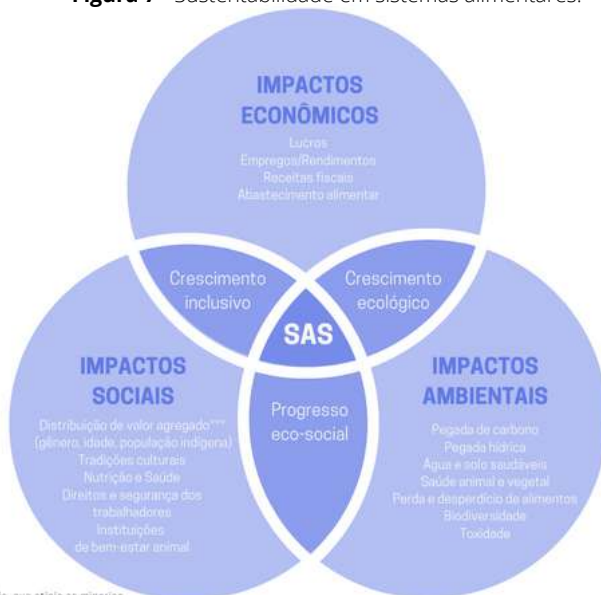 Figura 7 - Sustentabilidade em sistemas alimentares.
IMPACTOS
ECONÔMICOS
Lucros
Empregos/Rendimentos
Receitas fiscais
Abastecimento alimentar
Crescimento
inclusivo
Crescimento
ecológico
SAS
IMPACTOS
SOCIAIS
Distribuição de valor agregado***
(gênero, idade, população indígena)
Tradições culturais
Nutrição e Saúde
Direitos e segurança dos
trabalhadores
Instituições
de bem-estar animal
Progresso
eco-social
IMPACTOS
AMBIENTAIS
Pegada de carbono
Pegada hídrica
Água e solo saudáveis
Saúde animal e vegetal
Perda e desperdício de alimentos
Biodiversidade
Toxidade